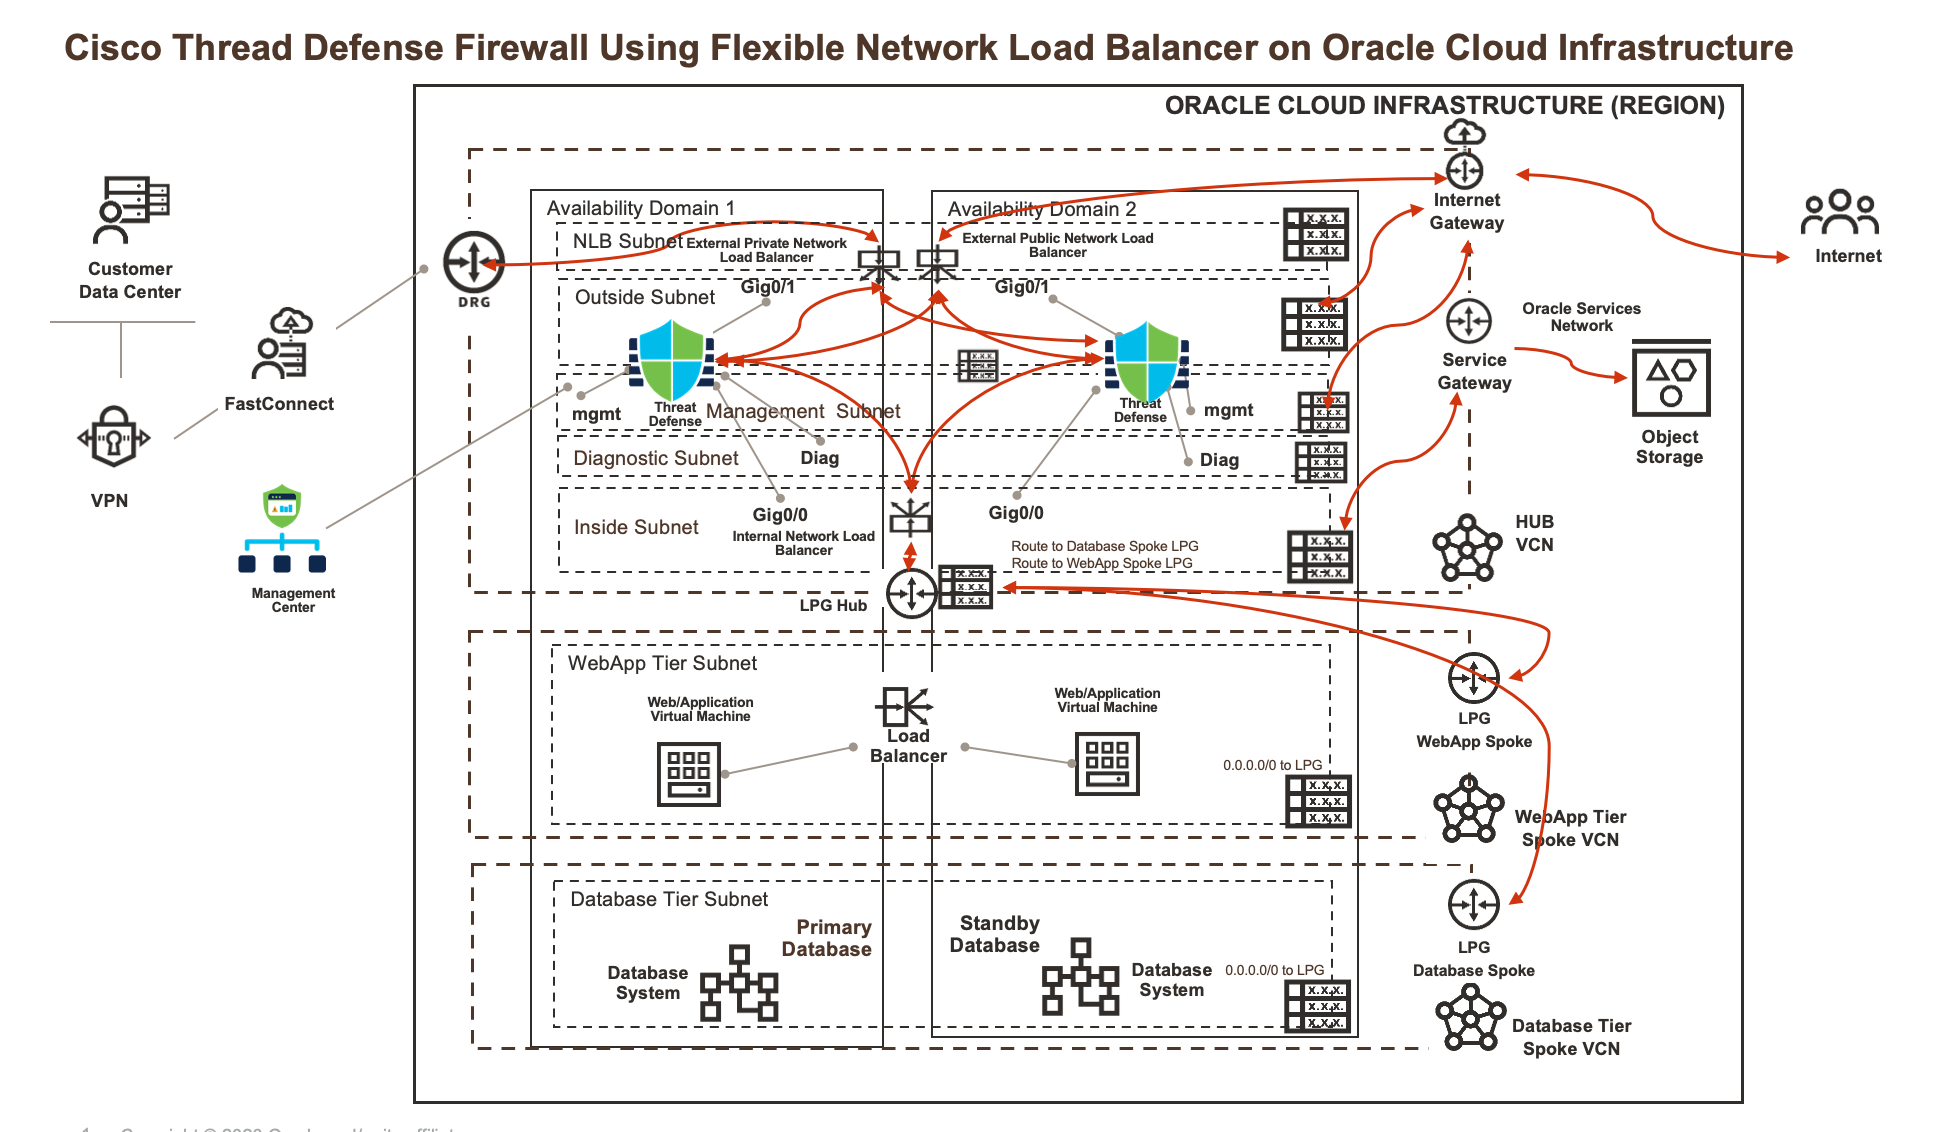 Cisco Thread Defense Firewall Using Flexible Network Load Balancer on Oracle Cloud Infrastructure
ORACLE CLOUD INFRASTRUCTURE (REGION)
Customer
Data Center
FastConnect
VPN
Management
Center
DRG
Availability Domain 1
Availability Domain 2
NLB Subnet
External Private Network
Load Balancer
External Public Network Load
Balancer
x.x.x.
x.x.x.
x.x.x.
Internet
Gateway
Internet
Outside Subnet
Gig0/1
Gig0/1
x.x.x.
x.x.x.
x.x.x.
x.x.x.
x.x.x.
x.x.x.
Service
Gateway
Oracle Services
Network
Object
Storage
mgmt
Threat
Defense
Management Subnet
Threat
Defense
mgmt
x.x.x.
x.x.x.
x.x.x.
Diagnostic Subnet
Diag
Diag
x.x.x.
x.x.x.
x.x.x.
Inside Subnet
Gig0/0
Internal Network Load
Balancer
Gig0/0
Route to Database Spoke LPG
Route to WebApp Spoke LPG
x.x.x.
x.x.x.
x.x.x.
HUB
VCN
LPG Hub
x.x.x.
x.x.x.
x.x.x.
WebApp Tier Subnet
Web/Application
Virtual Machine
Load
Balancer
Web/Application
Virtual Machine
0.0.0.0/0 to LPG
x.x.x.
x.x.x.
x.x.x.
LPG
WebApp Spoke
WebApp Tier
Spoke VCN
Database Tier Subnet
Primary
Database
Database
System
Standby
Database
Database
System
0.0.0.0/0 to LPG
x.x.x.
x.x.x.
x.x.x.
LPG
Database Spoke
Database Tier
Spoke VCN